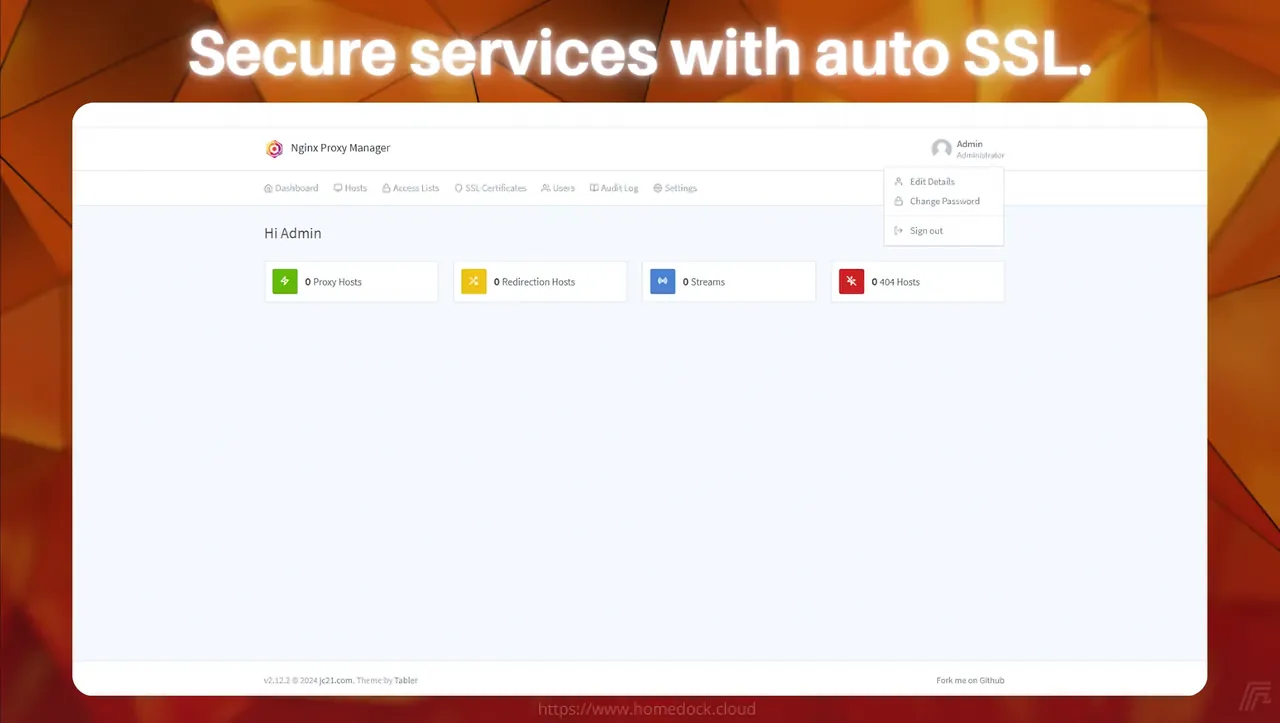 Secure services with auto SSL.
Nginx Proxy Manager
Admin
Administrator
Dashboard Hosts Access Lists SSL Certificates Users Audit Log Settings
Edit Details
Change Password
Sign out
Hi Admin
0 Proxy Hosts 0 Redirection Hosts 0 Streams 0 404 Hosts
v2.12.2 © 2024 jc21.com. Theme by Tabler Fork me on Github
https://www.homedock.cloud